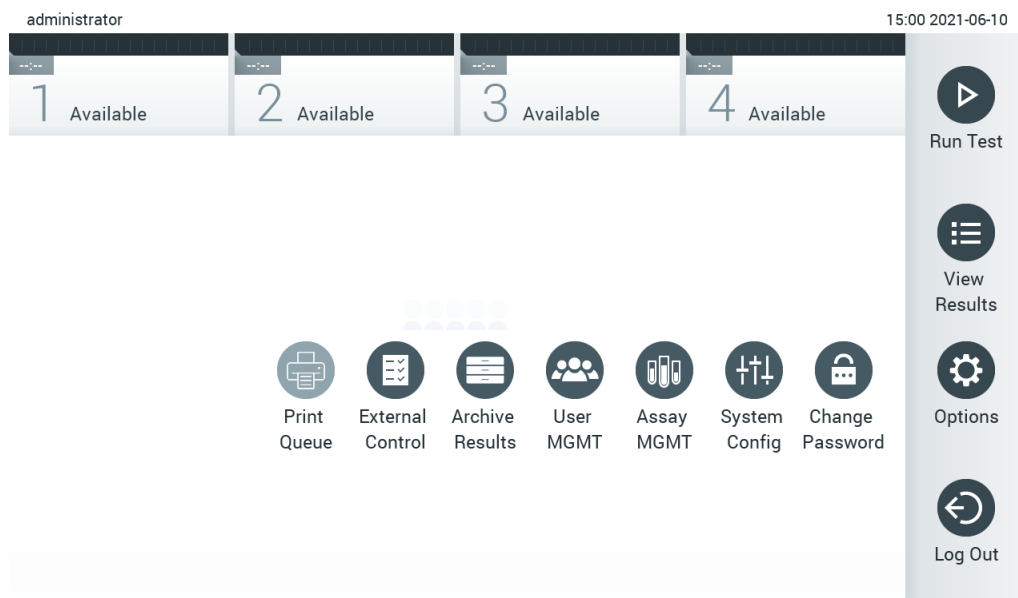 administrator 15:00 2021-06-10
--:-- --:-- --:-- --:--
1 Available 2 Available 3 Available 4 Available
Run Test
View
Results
Print External Archive User Assay System Change
Queue Control Results MGMT MGMT Config Password
Options
Log Out